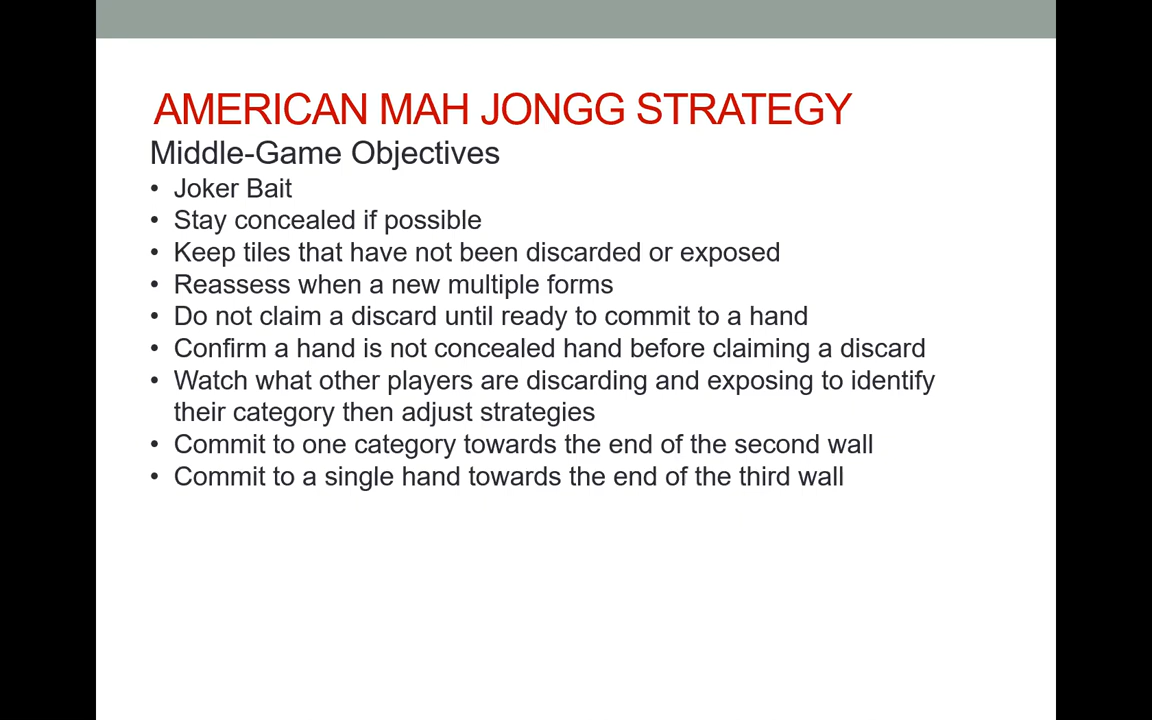 AMERICAN MAH JONGG STRATEGY
Middle-Game Objectives
• Joker Bait
• Stay concealed if possible
• Keep tiles that have not been discarded or exposed
• Reassess when a new multiple forms
• Do not claim a discard until ready to commit to a hand
• Confirm a hand is not concealed hand before claiming a discard
• Watch what other players are discarding and exposing to identify
their category then adjust strategies
• Commit to one category towards the end of the second wall
• Commit to a single hand towards the end of the third wall